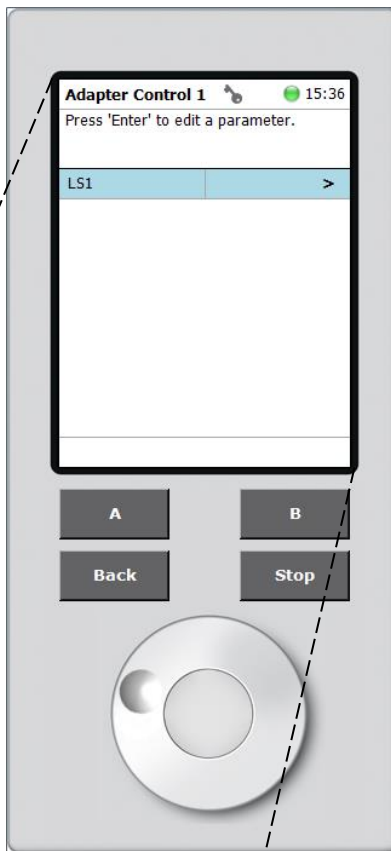 Adapter Control 1 15:36
Press 'Enter' to edit a parameter.
LS1 >
A B
Back Stop